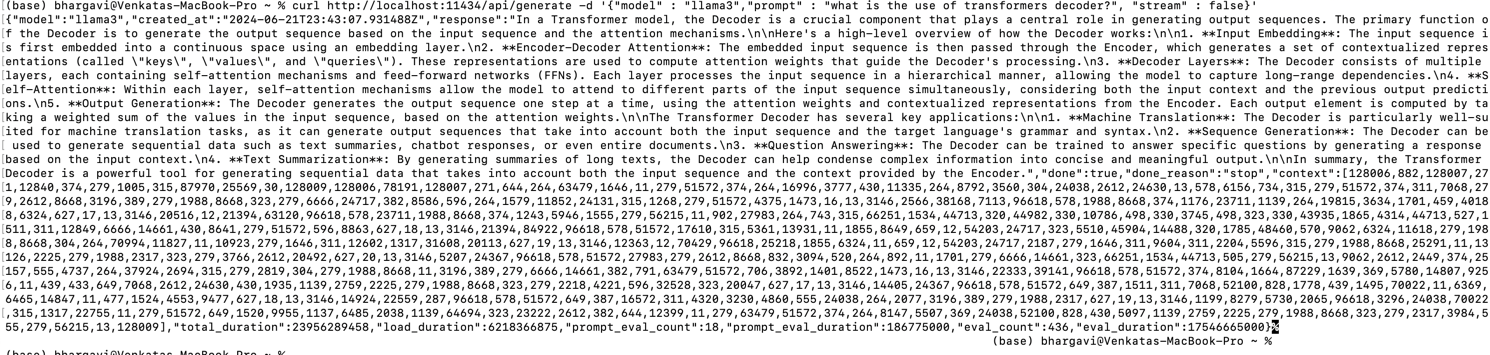 (base) bhargavi@Venkatas-MacBook-Pro ~ % curl http://localhost:11434/api/generate -d '{"model" : "llama3","prompt" : "what is the use of transformers decoder?", "stream" : false}'
{"model":"llama3","created_at":"2024-06-21T23:43:07.931488Z","response":"In a Transformer model, the Decoder is a crucial component that plays a central role in generating output sequences. The primary function o
f the Decoder is to generate the output sequence based on the input sequence and the attention mechanisms.\n\nHere's a high-level overview of how the Decoder works:\n\n1. **Input Embedding**: The input sequence i
s first embedded into a continuous space using an embedding layer.\n2. **Encoder-Decoder Attention**: The embedded input sequence is then passed through the Encoder, which generates a set of contextualized repres
entations (called \"keys\", \"values\", and \"queries\"). These representations are used to compute attention weights that guide the Decoder's processing.\n3. **Decoder Layers**: The Decoder consists of multiple
layers, each containing self-attention mechanisms and feed-forward networks (FFNs). Each layer processes the input sequence in a hierarchical manner, allowing the model to capture long-range dependencies.\n4. **S
elf-Attention**: Within each layer, self-attention mechanisms allow the model to attend to different parts of the input sequence simultaneously, considering both the input context and the previous output predicti
ons.\n5. **Output Generation**: The Decoder generates the output sequence one step at a time, using the attention weights and contextualized representations from the Encoder. Each output element is computed by ta
king a weighted sum of the values in the input sequence, based on the attention weights.\n\nThe Transformer Decoder has several key applications:\n\n1. **Machine Translation**: The Decoder is particularly well-su
ited for machine translation tasks, as it can generate output sequences that take into account both the input sequence and the target language's grammar and syntax.\n2. **Sequence Generation**: The Decoder can be
used to generate sequential data such as text summaries, chatbot responses, or even entire documents.\n3. **Question Answering**: The Decoder can be trained to answer specific questions by generating a response
based on the input context.\n4. **Text Summarization**: By generating summaries of long texts, the Decoder can help condense complex information into concise and meaningful output.\n\nIn summary, the Transformer
Decoder is a powerful tool for generating sequential data that takes into account both the input sequence and the context provided by the Encoder.","done":true,"done_reason":"stop","context":[128006,882,128007,27
1,12840,374,279,1005,315,87970,25569,30,128009,128006,78191,128007,271,644,264,63479,1646,11,279,51572,374,264,16996,3777,430,11335,264,8792,3560,304,24038,2612,24630,13,578,6156,734,315,279,51572,374,311,7068,27
9,2612,8668,3196,389,279,1988,8668,323,279,6666,24717,382,8586,596,264,1579,11852,24131,315,1268,279,51572,4375,1473,16,13,3146,2566,38168,7113,96618,578,1988,8668,374,1176,23711,1139,264,19815,3634,1701,459,4018
8,6324,627,17,13,3146,20516,12,21394,63120,96618,578,23711,1988,8668,374,1243,5946,1555,279,56215,11,902,27983,264,743,315,66251,1534,44713,320,44982,330,10786,498,330,3745,498,323,330,43935,1865,4314,44713,527,1
511,311,12849,6666,14661,430,8641,279,51572,596,8863,627,18,13,3146,21394,84922,96618,578,51572,17610,315,5361,13931,11,1855,8649,659,12,54203,24717,323,5510,45904,14488,320,1785,48460,570,9062,6324,11618,279,198
8,8668,304,264,70994,11827,11,10923,279,1646,311,12602,1317,31608,20113,627,19,13,3146,12363,12,70429,96618,25218,1855,6324,11,659,12,54203,24717,2187,279,1646,311,9604,311,2204,5596,315,279,1988,8668,25291,11,13
126,2225,279,1988,2317,323,279,3766,2612,20492,627,20,13,3146,5207,24367,96618,578,51572,27983,279,2612,8668,832,3094,520,264,892,11,1701,279,6666,14661,323,66251,1534,44713,505,279,56215,13,9062,2612,2449,374,25
157,555,4737,264,37924,2694,315,279,2819,304,279,1988,8668,11,3196,389,279,6666,14661,382,791,63479,51572,706,3892,1401,8522,1473,16,13,3146,22333,39141,96618,578,51572,374,8104,1664,87229,1639,369,5780,14807,925
6,11,439,433,649,7068,2612,24630,430,1935,1139,2759,2225,279,1988,8668,323,279,2218,4221,596,32528,323,20047,627,17,13,3146,14405,24367,96618,578,51572,649,387,1511,311,7068,52100,828,1778,439,1495,70022,11,6369,
6465,14847,11,477,1524,4553,9477,627,18,13,3146,14924,22559,287,96618,578,51572,649,387,16572,311,4320,3230,4860,555,24038,264,2077,3196,389,279,1988,2317,627,19,13,3146,1199,8279,5730,2065,96618,3296,24038,70022
,315,1317,22755,11,279,51572,649,1520,9955,1137,6485,2038,1139,64694,323,23222,2612,382,644,12399,11,279,63479,51572,374,264,8147,5507,369,24038,52100,828,430,5097,1139,2759,2225,279,1988,8668,323,279,2317,3984,5
55,279,56215,13,128009],"total_duration":23956289458,"load_duration":6218366875,"prompt_eval_count":18,"prompt_eval_duration":186775000,"eval_count":436,"eval_duration":17546665000}%
(base) bhargavi@Venkatas-MacBook-Pro ~ %
(base) bhargavi@Venkatas-MacBook-Pro ~ %